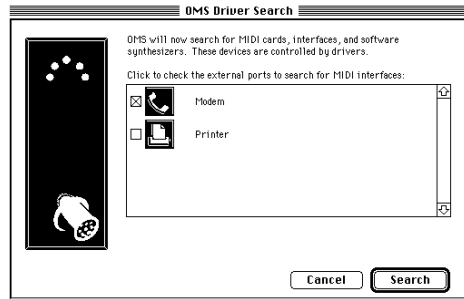 OMS Driver Search
OMS will now search for MIDI cards, interfaces, and software
synthesizers.  These devices are controlled by drivers.
Click to check the external ports to search for MIDI interfaces:
Modem
Printer
Cancel
Search